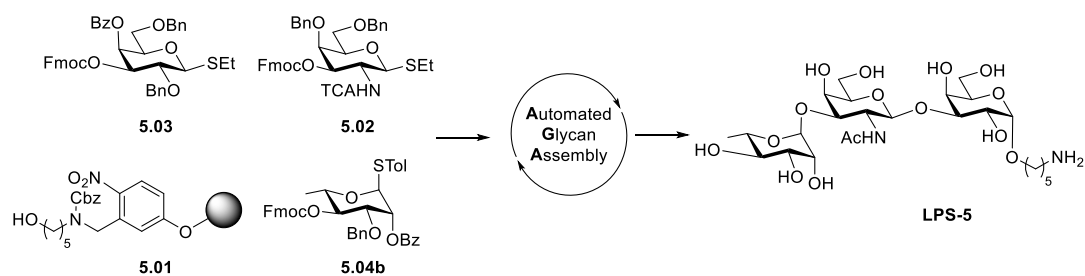 BzO
OBn
O
FmocO
SEt
OBn
5.03
BnO
OBn
O
FmocO
SEt
TCAHN
5.02
O2N
Cbz
HO
N
5
O
5.01
STol
O
FmocO
BnO
OBz
5.04b
Automated
Glycan
Assembly
HO
OH
O
O
O
AcHN
HO
OH
O
HO
O
NH2
5
O
HO
HO
OH
LPS-5